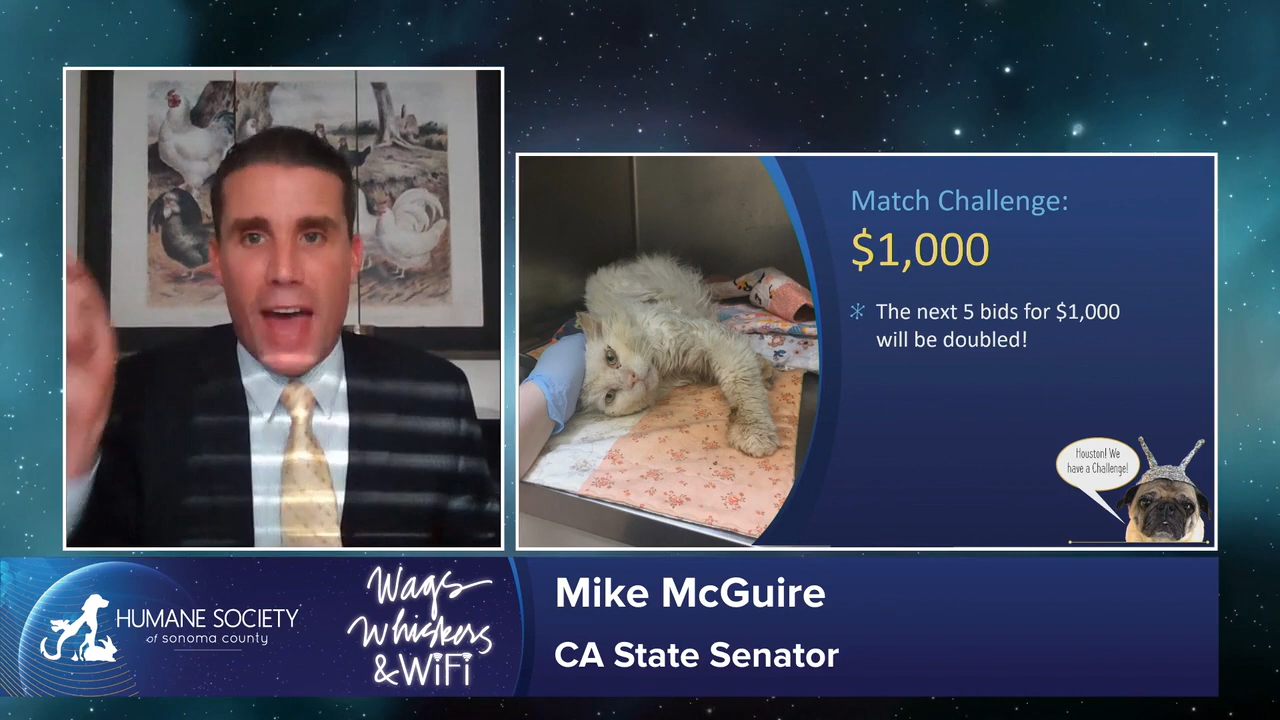 Match Challenge:
$1,000
The next 5 bids for $1,000
will be doubled!
Houston! We
have a Challenge!
HUMANE SOCIETY
of sonoma county
Wags
Whiskers
& WiFi
Mike McGuire
CA State Senator